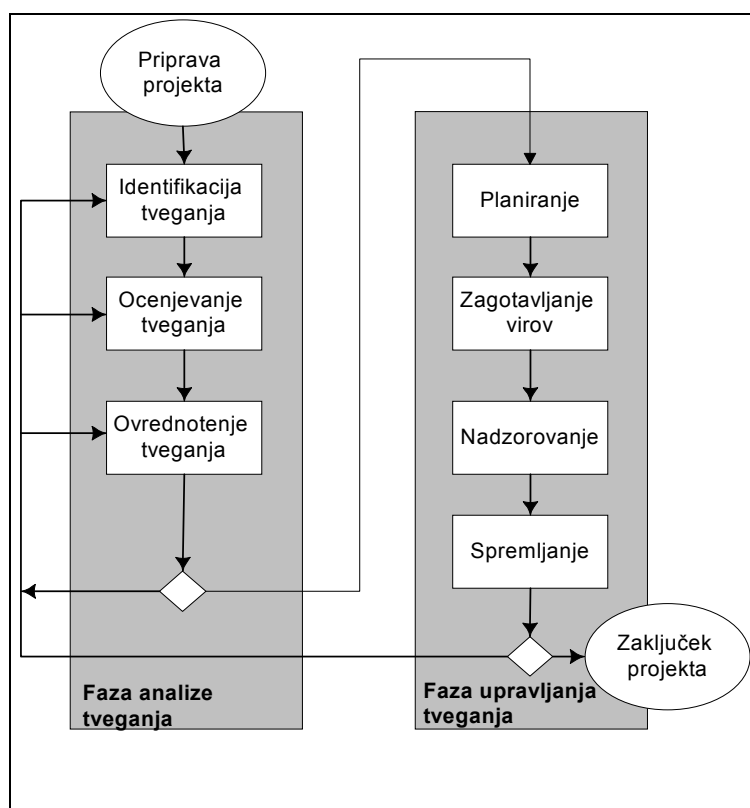 Priprava
projekta
Identifikacija
tveganja
Ocenjevanje
tveganja
Ovrednotenje
tveganja
Faza analize
tveganja
Planiranje
Zagotavljanje
virov
Nadzorovanje
Spremljanje
Faza upravljanja
tveganja
Zaključek
projekta